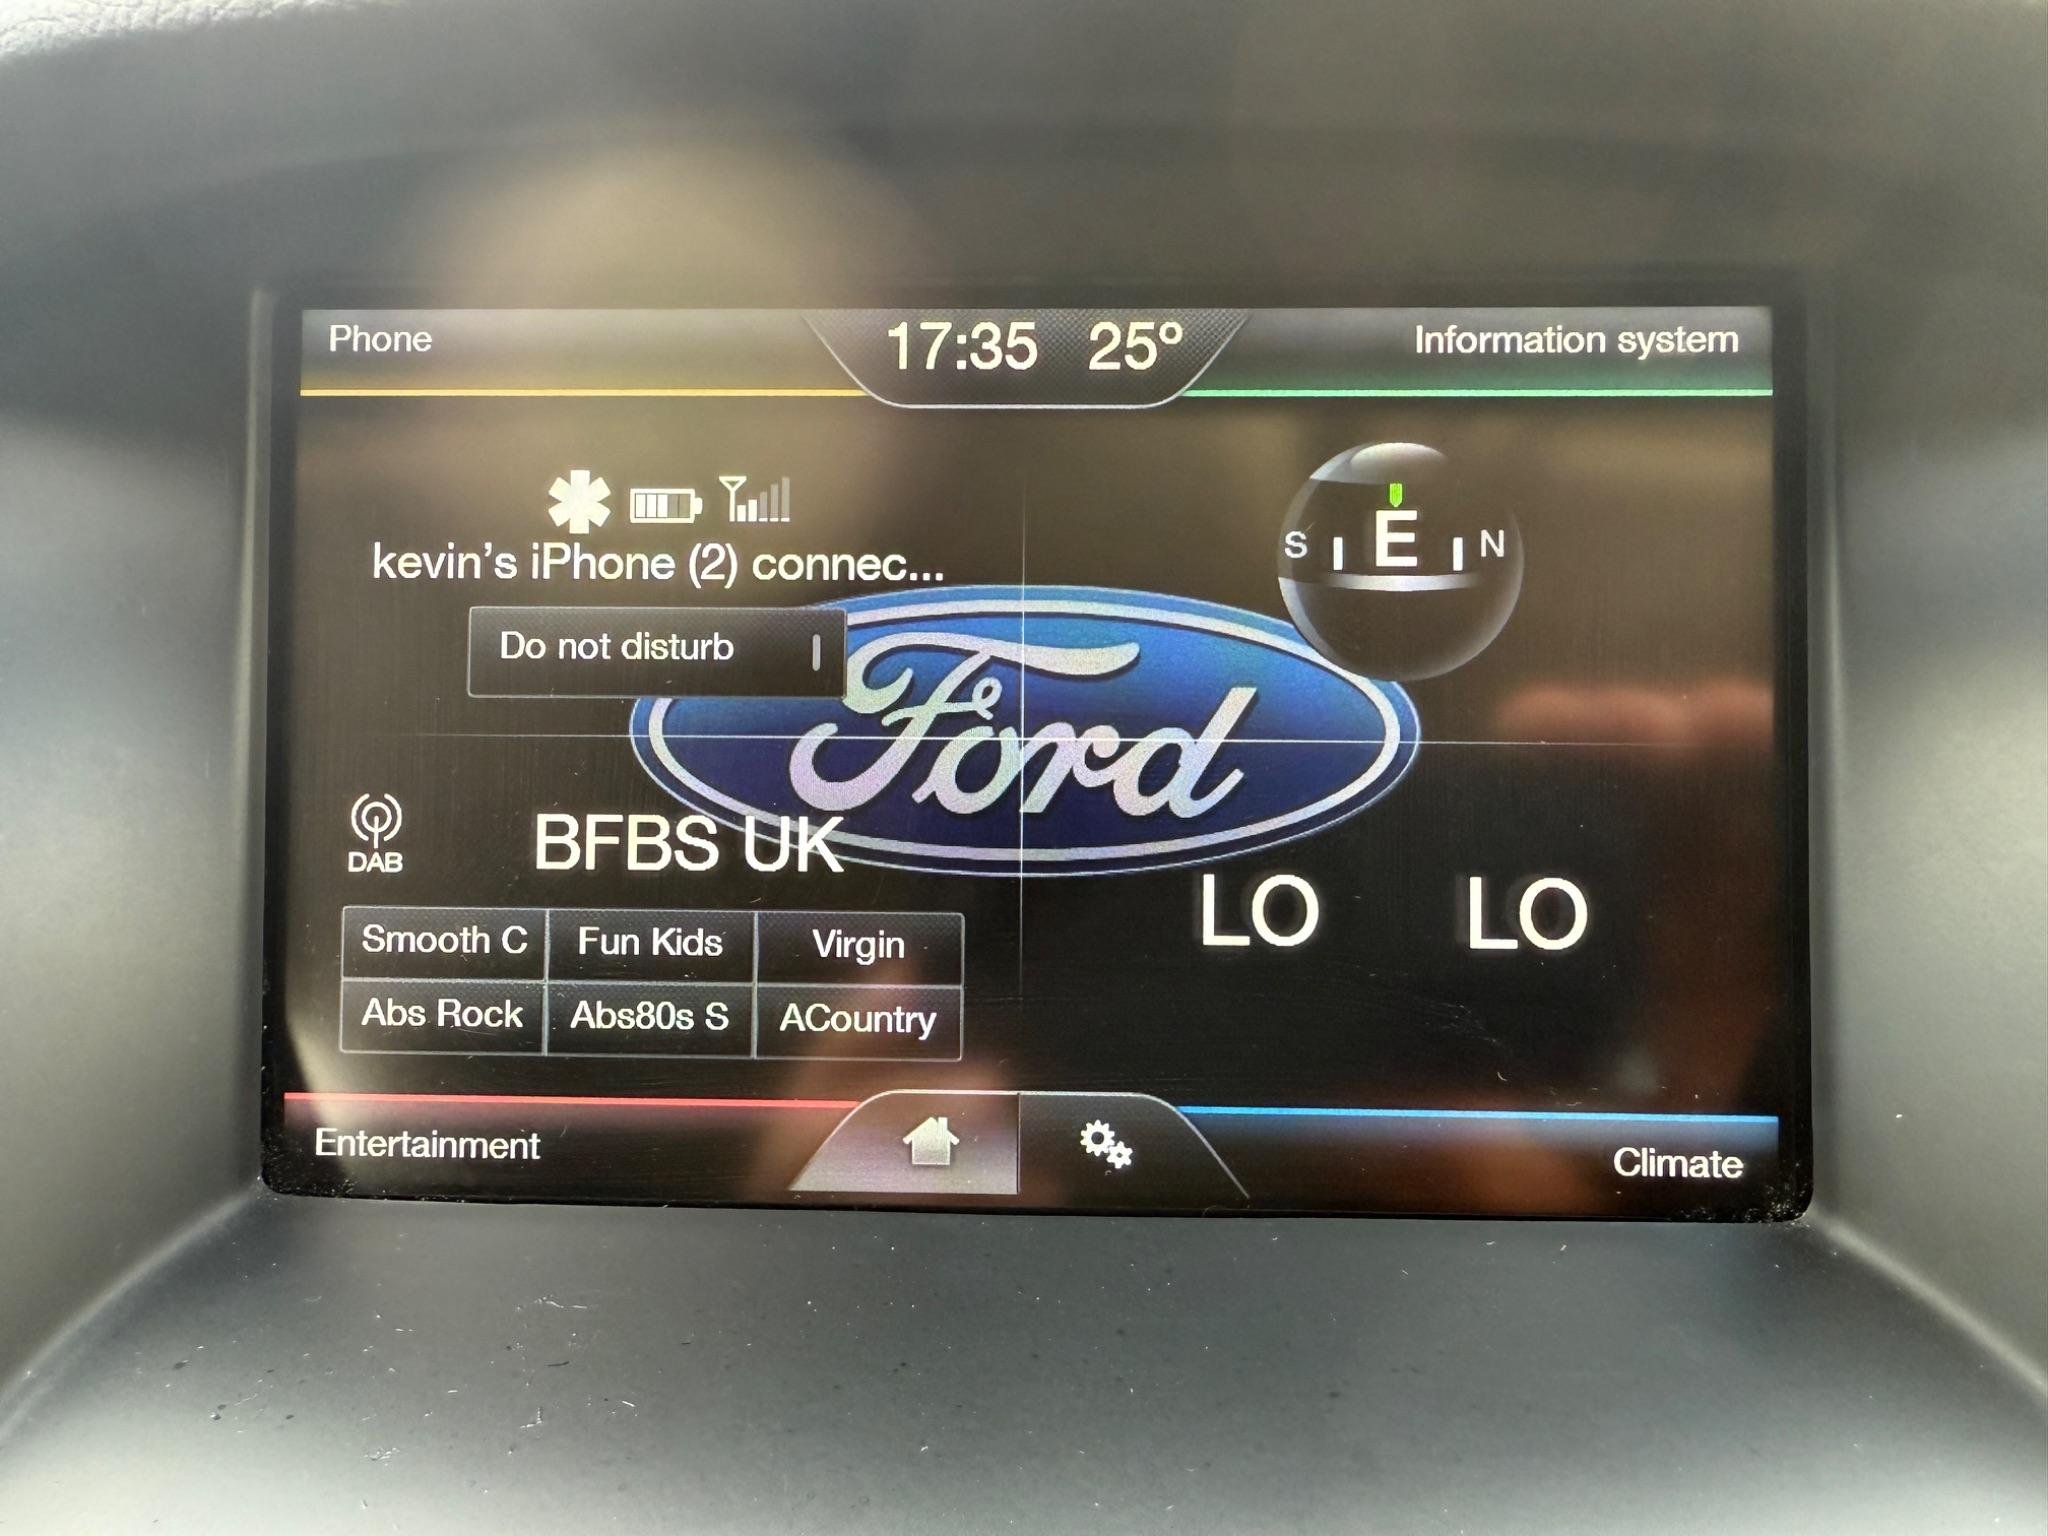 Phone
17:35 25º
Information system
kevin's iPhone (2) connec...
Do not disturb
S E N
Ford
DAB
BFBS UK
Smooth C Fun Kids Virgin
Abs Rock Abs80s S ACountry
LO LO
Entertainment
Climate